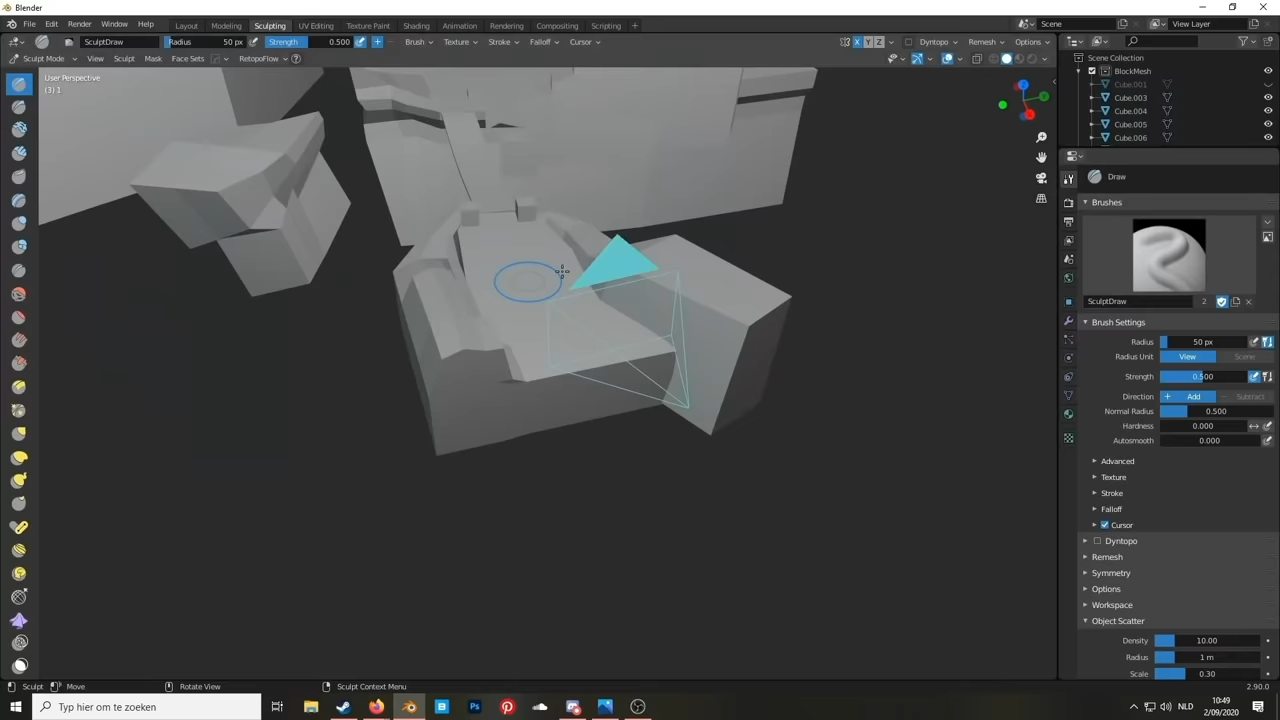 Blender
File Edit Render Window Help Layout Modeling Sculpting UV Editing Texture Paint Shading Animation Rendering Compositing Scripting + Scene View Layer
SculptDraw Radius 50 px Strength 0.500 + Brush Texture Stroke Falloff Cursor X Y Z Dyntopo Remesh Options
Sculpt Mode View Sculpt Mask Face Sets RetopoFlow ?
User Perspective
(3) 1
Scene Collection
BlockMesh
Cube.001
Cube.003
Cube.004
Cube.005
Cube.006
Draw
Brushes
SculptDraw 2
Brush Settings
Radius 50 px
Radius Unit View Scene
Strength 0.500
Direction + Add Subtract
Normal Radius 0.500
Hardness 0.000
Autosmooth 0.000
Advanced
Texture
Stroke
Falloff
Cursor
Dyntopo
Remesh
Symmetry
Options
Workspace
Object Scatter
Density 10.00
Radius 1 m
Scale 0.30
Sculpt Move Rotate View Sculpt Context Menu 2.90.0
Typ hier om te zoeken NLD 10:49
2/09/2020